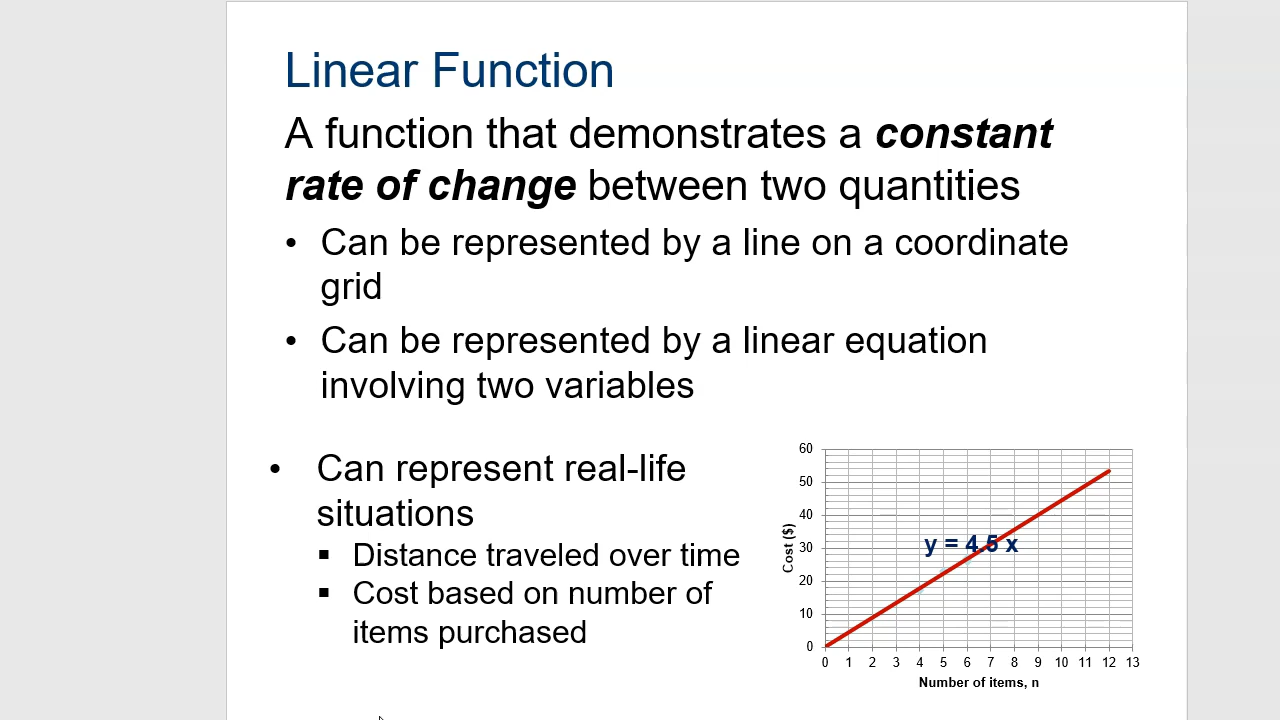 Linear Function
A function that demonstrates a constant
rate of change between two quantities
• Can be represented by a line on a coordinate
grid
• Can be represented by a linear equation
involving two variables
• Can represent real-life
situations
▪ Distance traveled over time
▪ Cost based on number of
items purchased
60
50
40
30
20
10
0
Cost ($)
y = 4.5 x
0 1 2 3 4 5 6 7 8 9 10 11 12 13
Number of items, n